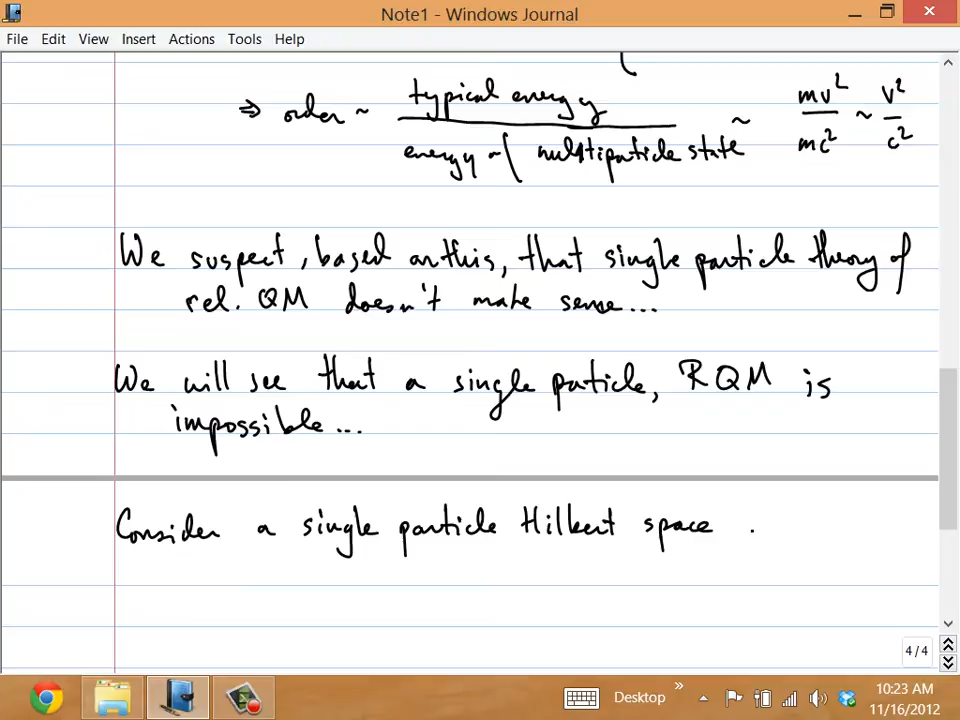 Note1 - Windows Journal
File Edit View Insert Actions Tools Help
⇒ order ~ typical energy / energy of multiparticle state ~ mv² / mc² ~ v² / c²
We suspect, based on this, that single particle theory of
rel. QM doesn't make sense...
We will see that a single particle, RQM is
impossible...
Consider a single particle Hilbert space .
4 / 4
Desktop
10:23 AM
11/16/2012